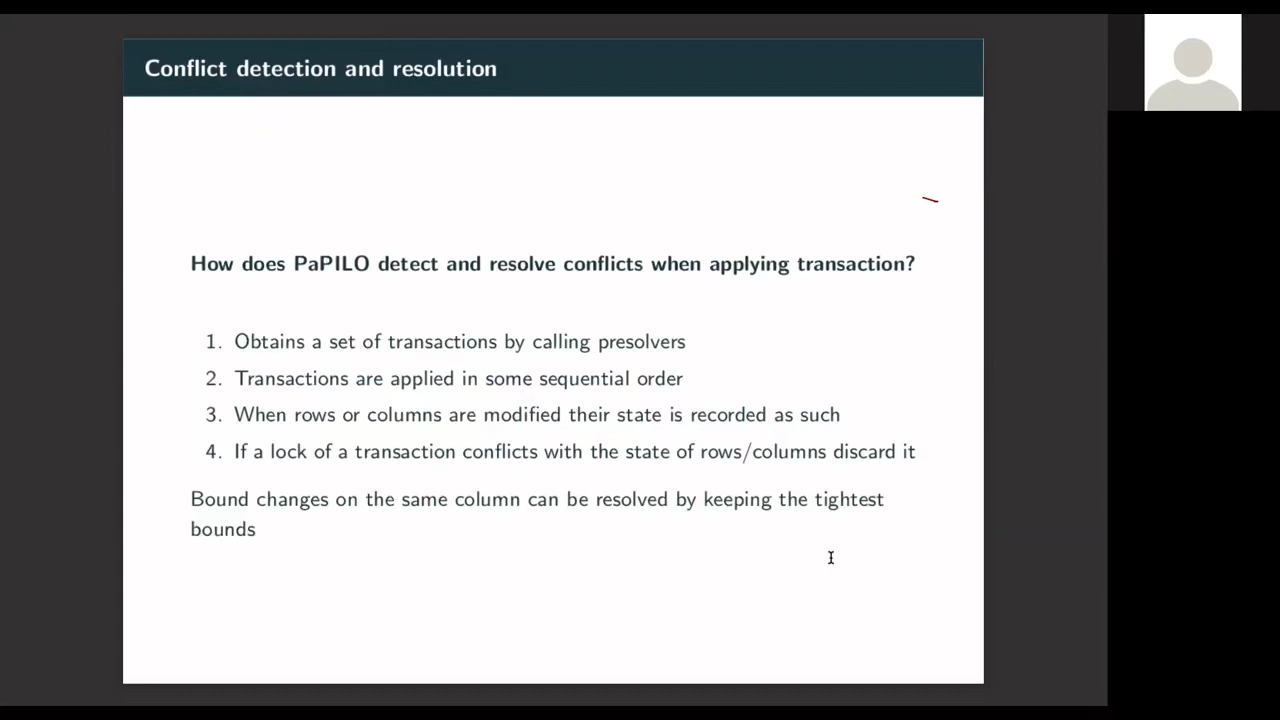 Conflict detection and resolution
How does PaPILO detect and resolve conflicts when applying transaction?
1. Obtains a set of transactions by calling presolvers
2. Transactions are applied in some sequential order
3. When rows or columns are modified their state is recorded as such
4. If a lock of a transaction conflicts with the state of rows/columns discard it
Bound changes on the same column can be resolved by keeping the tightest
bounds